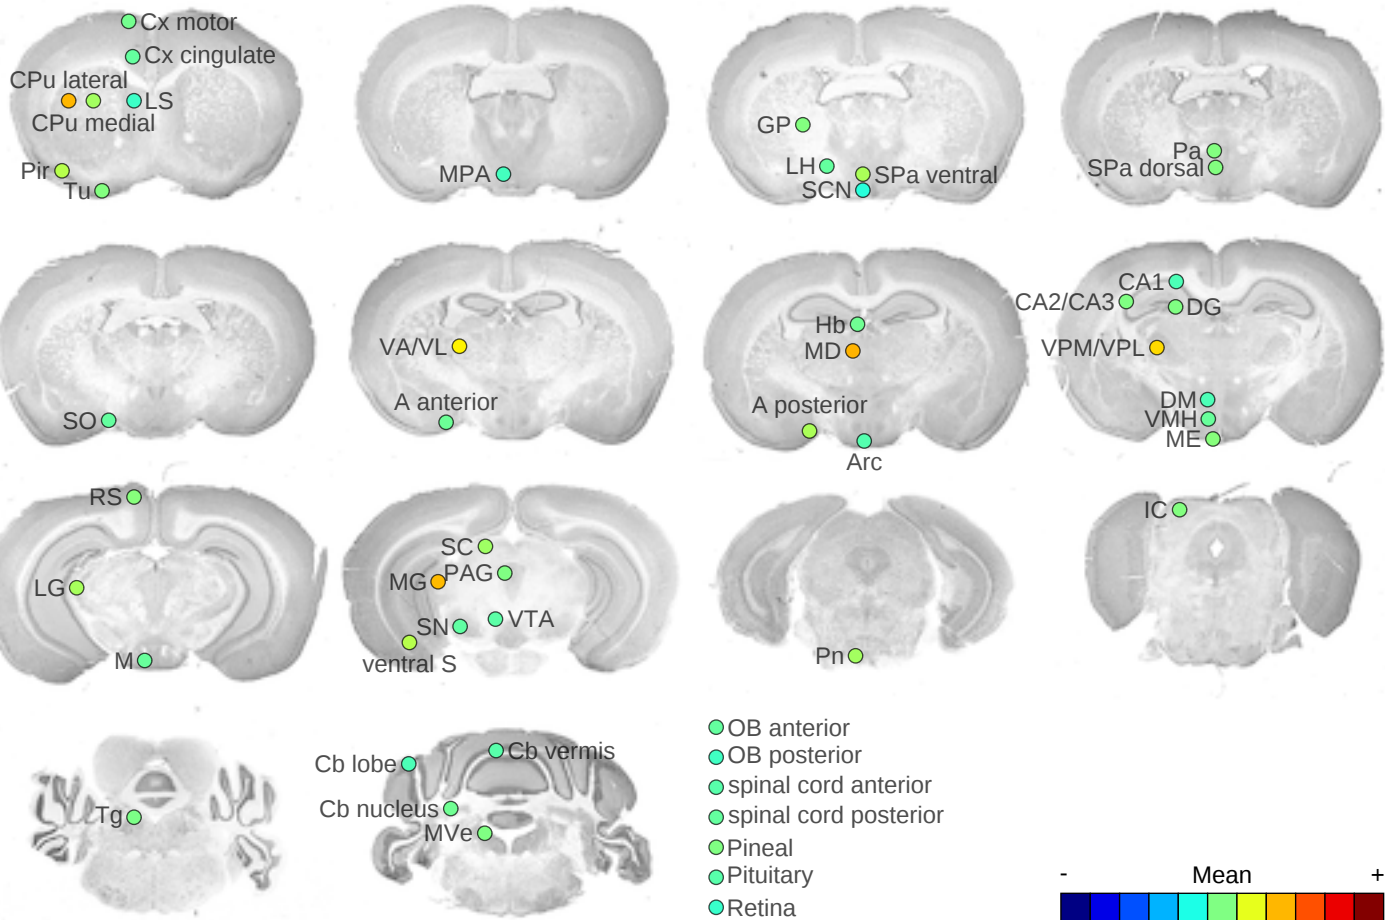 Cx motor
Cx cingulate
CPu lateral
LS
CPu medial
Pir
Tu
MPA
GP
LH
SPa ventral
SCN
Pa
SPa dorsal
SO
VA/VL
A anterior
Hb
MD
A posterior
Arc
CA1
CA2/CA3
DG
VPM/VPL
DM
VMH
ME
RS
LG
M
SC
MG
PAG
SN
VTA
ventral S
Pn
IC
Tg
Cb lobe
Cb vermis
Cb nucleus
MVe
OB anterior
OB posterior
spinal cord anterior
spinal cord posterior
Pineal
Pituitary
Retina
- Mean +